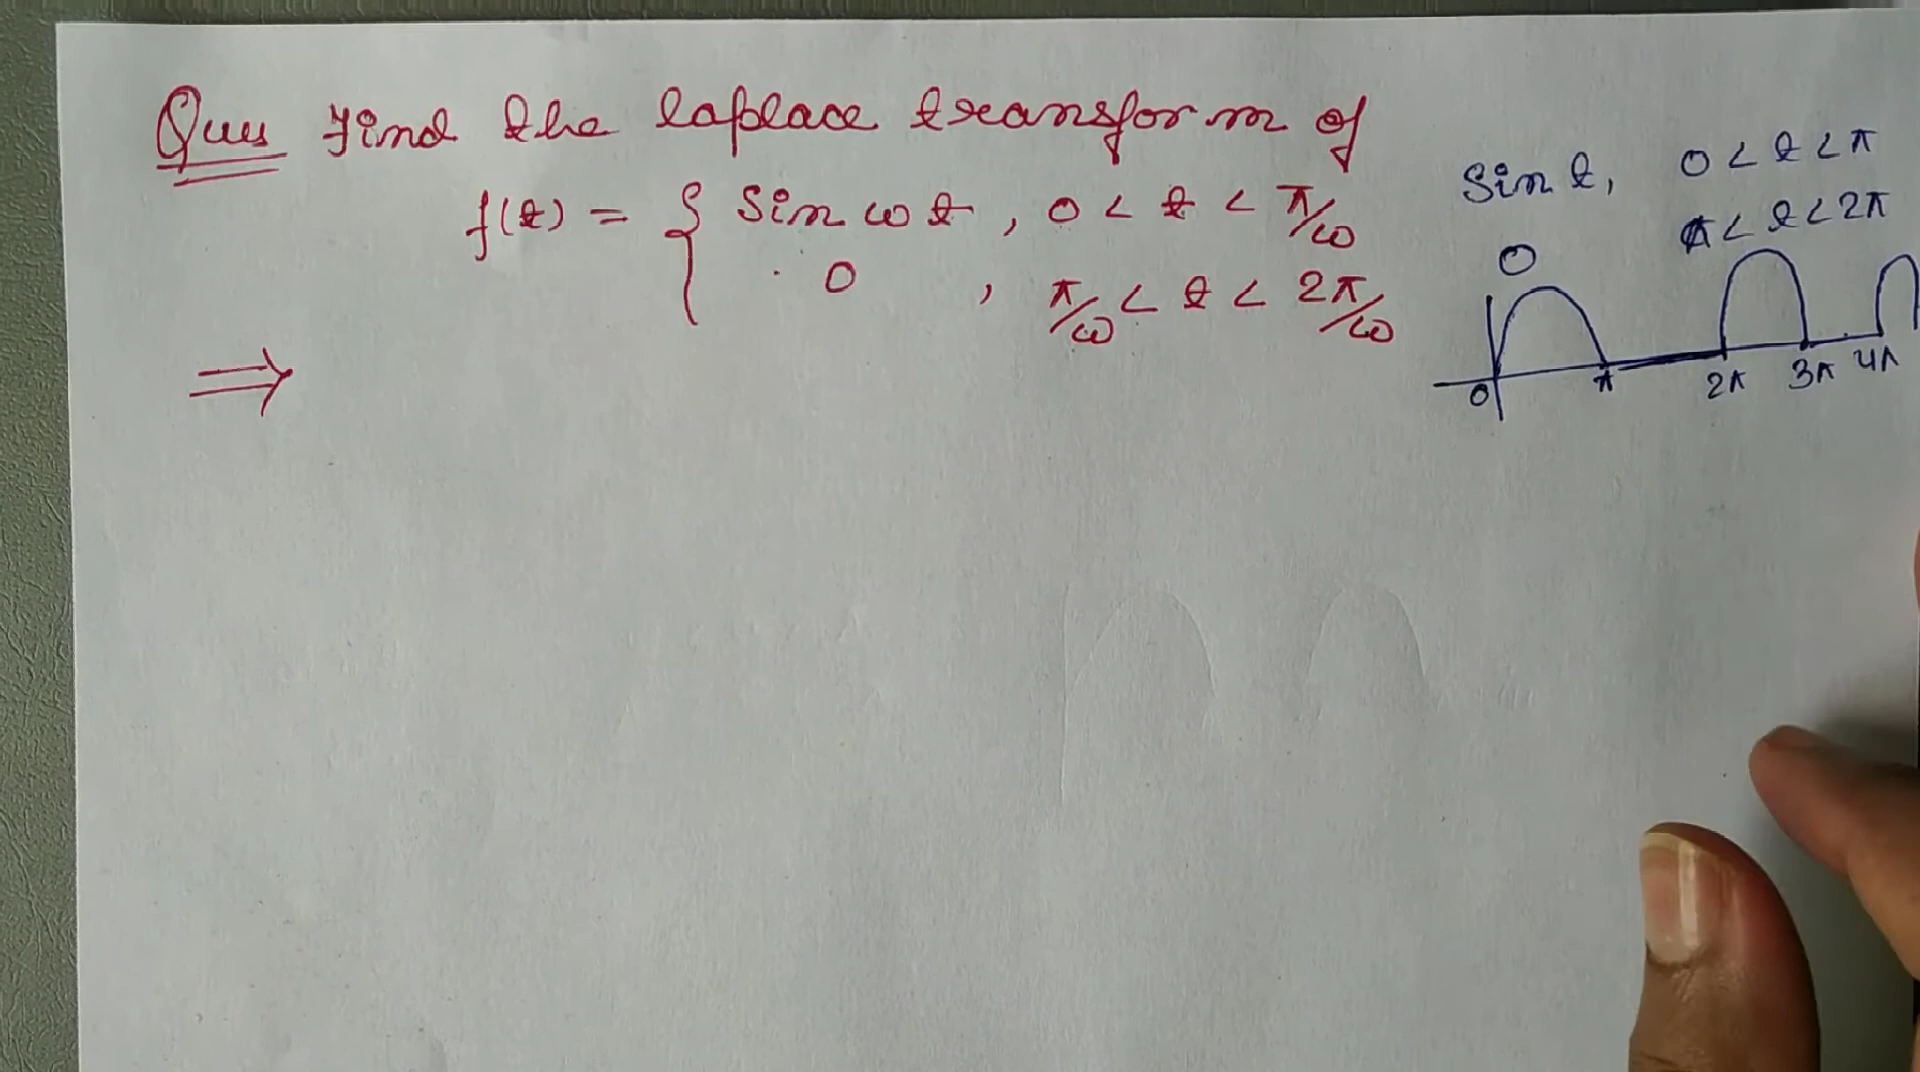 Ques Find the laplace transform of
f(t) = { sin ωt , 0 < t < π/ω
0 , π/ω < t < 2π/ω
⇒
Sin t, 0 < t < π
0 π < t < 2π
0 π 2π 3π 4π